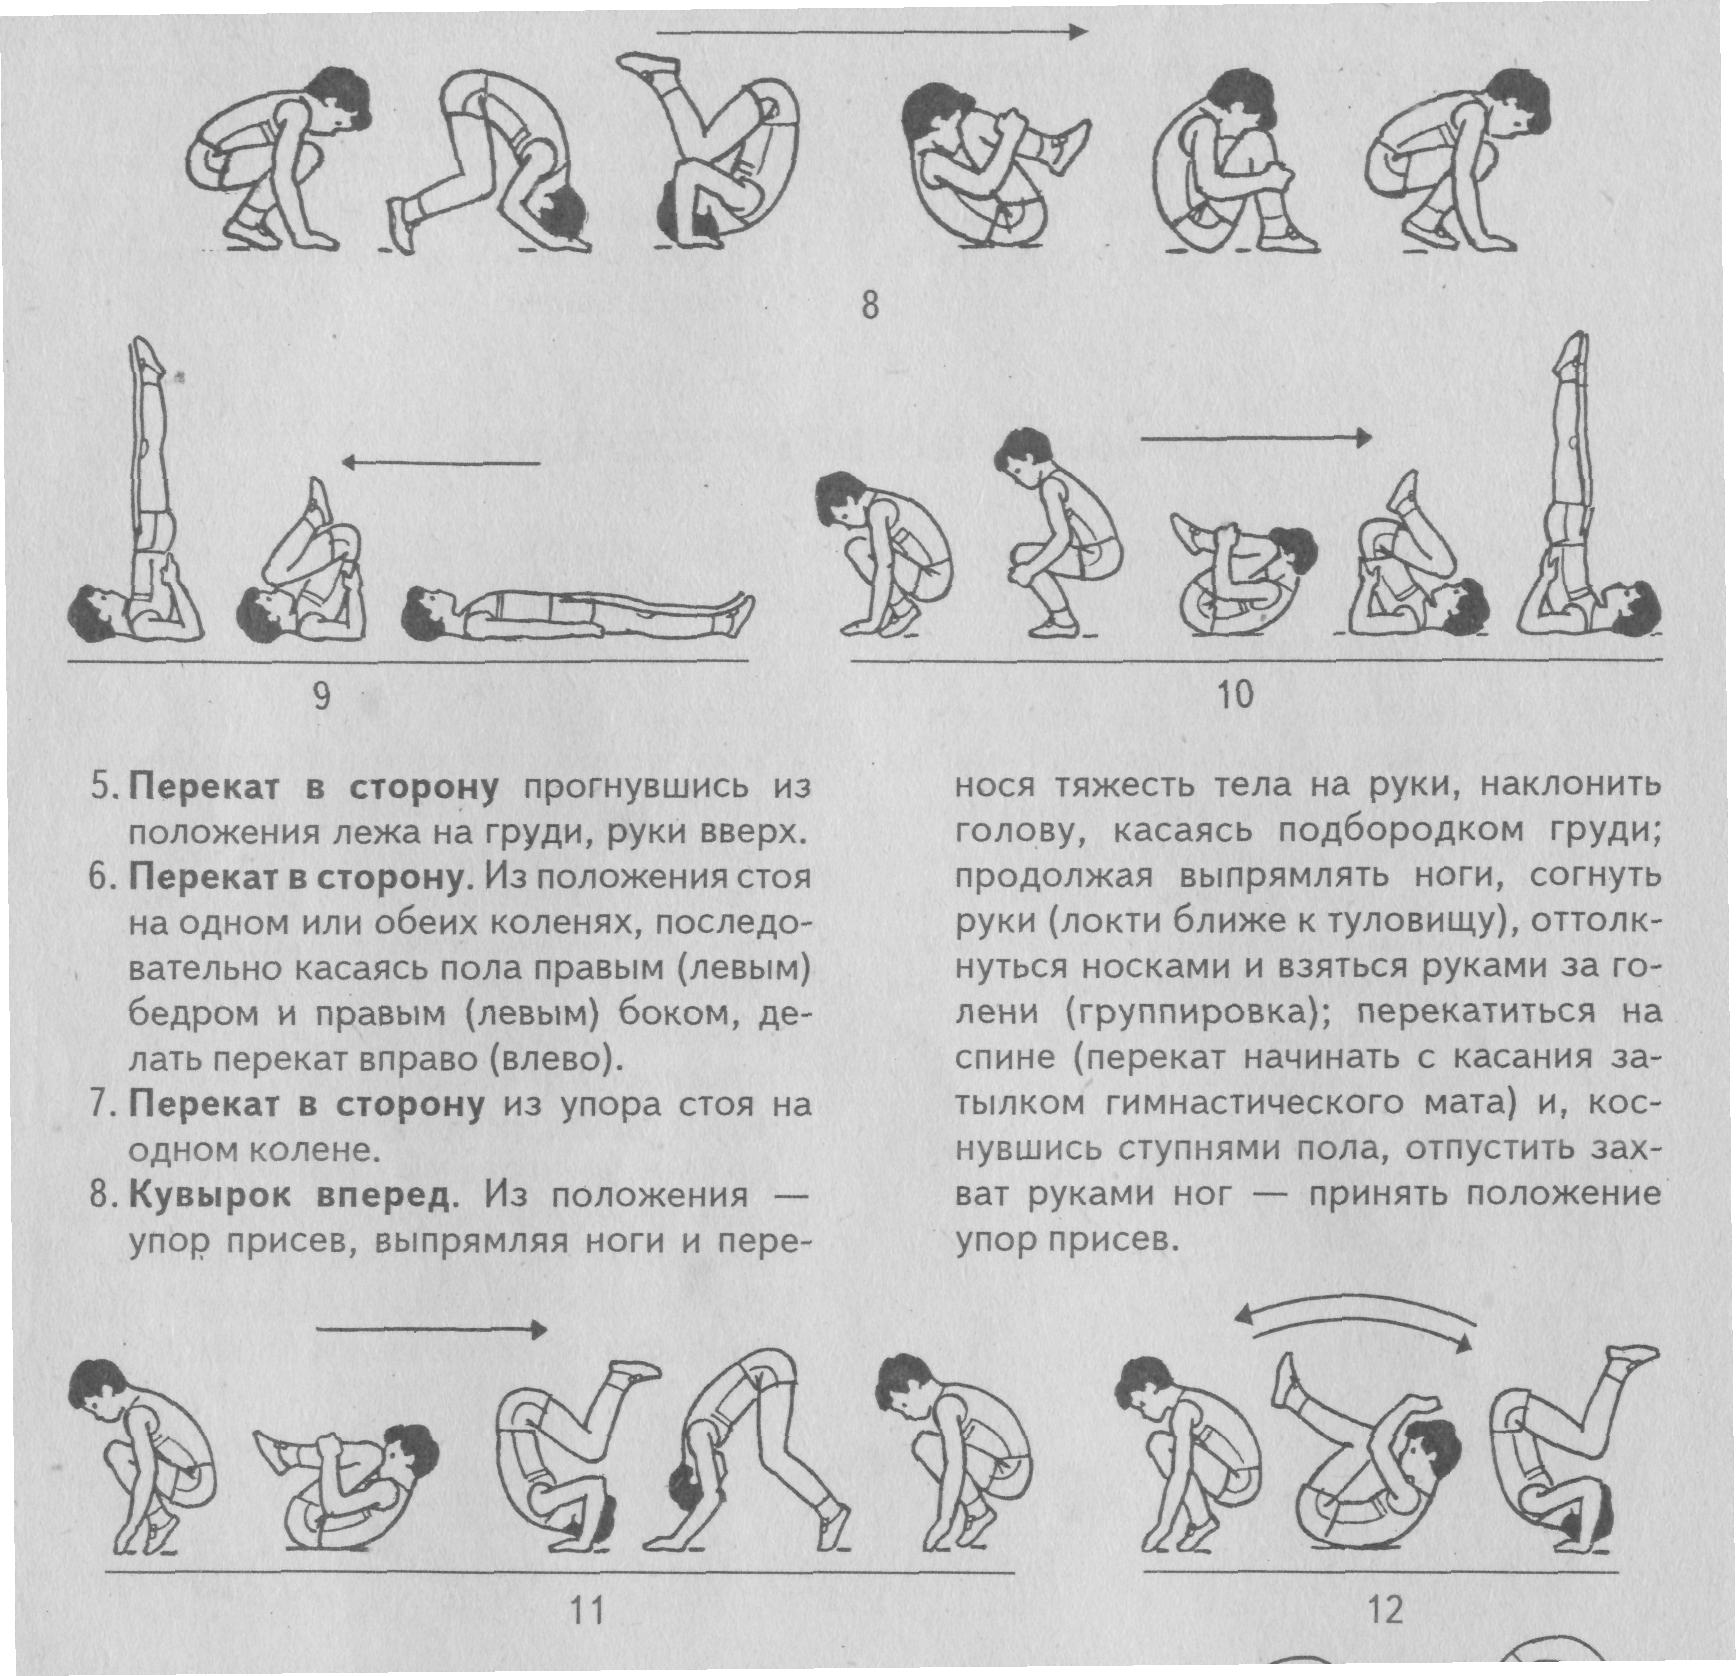 8
9
10
5. Перекат в сторону прогнувшись из
положения лежа на груди, руки вверх.
6. Перекат в сторону. Из положения стоя
на одном или обеих коленях, последо-
вательно касаясь пола правым (левым)
бедром и правым (левым) боком, де-
лать перекат вправо (влево).
7. Перекат в сторону из упора стоя на
одном колене.
8. Кувырок вперед. Из положения —
упор присев, выпрямляя ноги и пере-
нося тяжесть тела на руки, наклонить
голову, касаясь подбородком груди;
продолжая выпрямлять ноги, согнуть
руки (локти ближе к туловищу), оттолк-
нуться носками и взяться руками за го-
лени (группировка); перекатиться на
спине (перекат начинать с касания за-
тылком гимнастического мата) и, кос-
нувшись ступнями пола, отпустить зах-
ват руками ног — принять положение
упор присев.
11
12